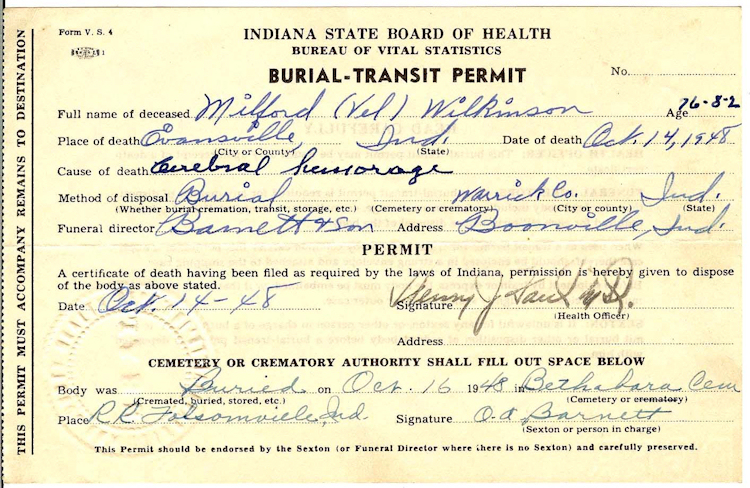 Form V. S. 4
INDIANA STATE BOARD OF HEALTH
BUREAU OF VITAL STATISTICS
BURIAL-TRANSIT PERMIT
No.
Full name of deceased Milford (Vel) Wilkinson Age 76-8-2
Place of death Evansville, Ind. Date of death Oct. 14, 1948
(City or County) (State)
Cause of death Cerebral hemorage
Method of disposal Burial Warrick Co. Ind.
(Whether burial cremation, transit, storage, etc.) (Cemetery or crematory) (City or county) (State)
Funeral director Barnett & Son Address Boonville, Ind.
PERMIT
A certificate of death having been filed as required by the laws of Indiana, permission is hereby given to dispose
of the body as above stated.
Date Oct. 14-48 Signature Henry J
(Health Officer)
Address
CEMETERY OR CREMATORY AUTHORITY SHALL FILL OUT SPACE BELOW
Body was Buried on Oct. 16 1948 in Bethabara Cem
(Cremated, buried, stored, etc.) (Cemetery or crematory)
Place R.R. Folsomville, Ind. Signature O.A. Barnett
(Sexton or person in charge)
This Permit should be endorsed by the Sexton (or Funeral Director where there is no Sexton) and carefully preserved.
THIS PERMIT MUST ACCOMPANY REMAINS TO DESTINATION